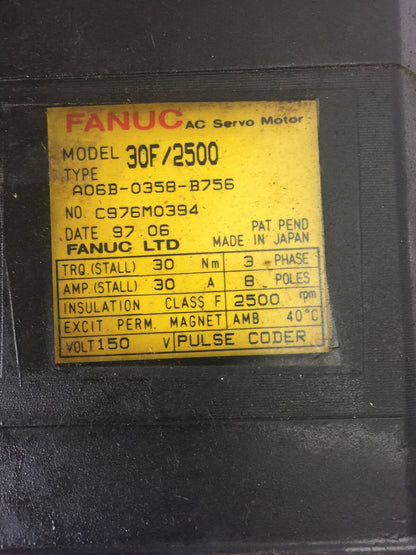 FANUC AC Servo Motor
MODEL 30F/2500
TYPE
A06B-0358-B756
NO. C976M0394
DATE 97.06 PAT PEND
FANUC LTD MADE IN JAPAN
TRQ.(STALL) 30 Nm 3 PHASE
AMP.(STALL) 30 A 8 POLES
INSULATION CLASS F 2500 rpm
EXCIT. PERM. MAGNET AMB. 40°C
VOLT 150 V PULSE CODER